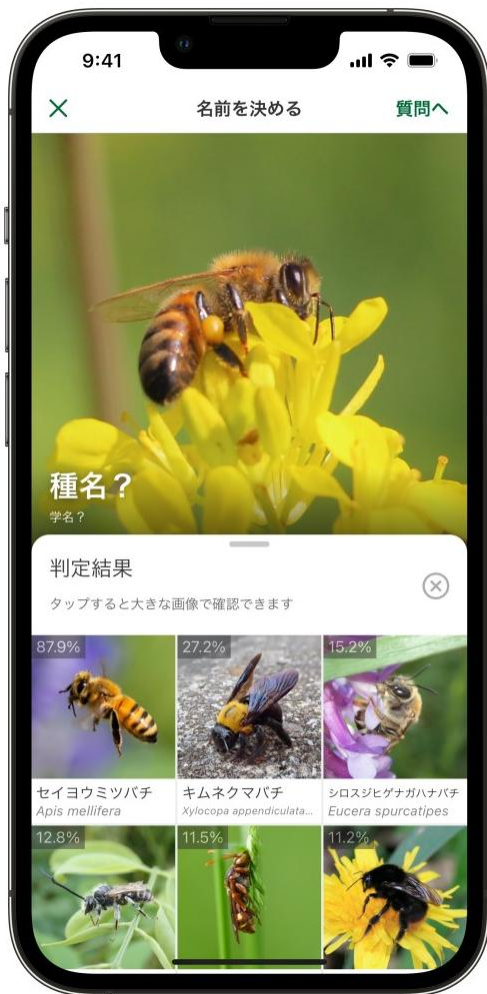 9:41
名前を決める
質問へ
種名？
学名？
判定結果
タップすると大きな画像で確認できます
87.9%
27.2%
15.2%
セイヨウミツバチ
キムネクマバチ
シロスジヒゲナガハナバチ
Apis mellifera
Xylocopa appendiculata...
Eucera spurcatipes
12.8%
11.5%
11.2%